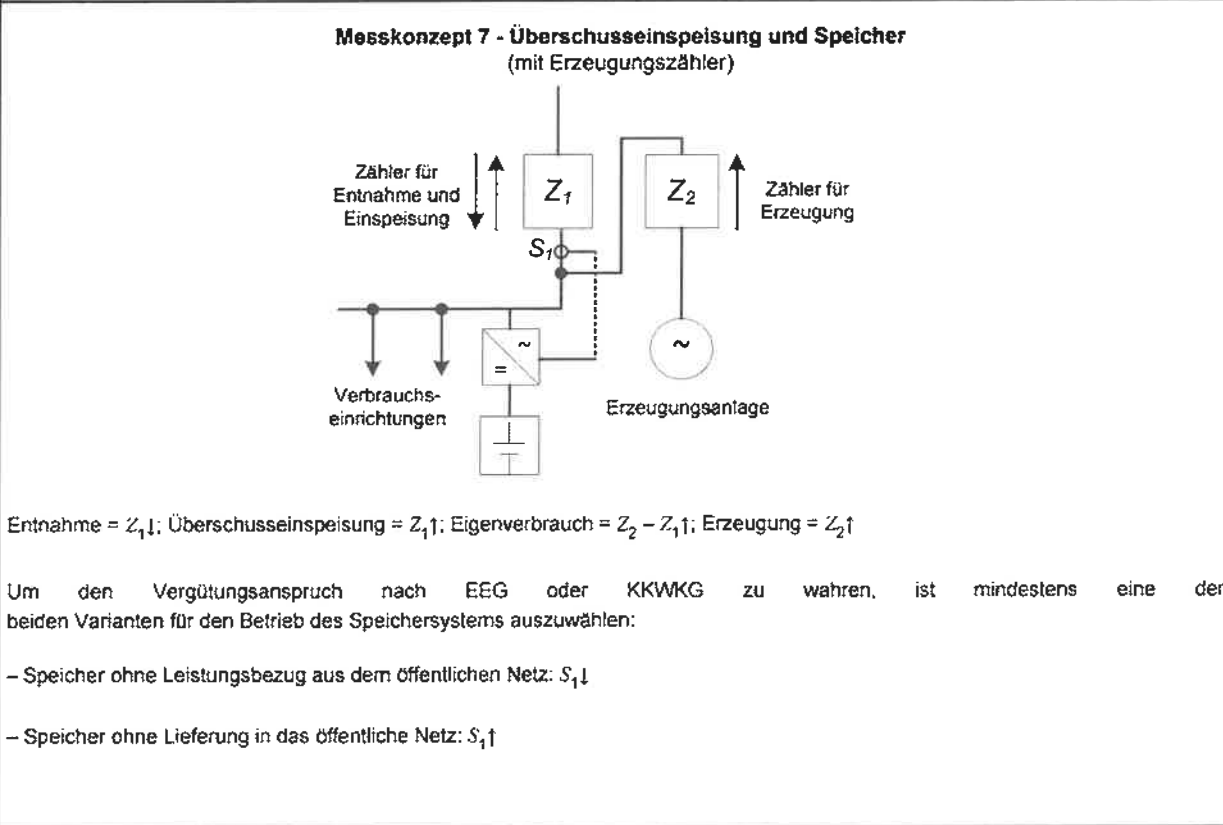 Messkonzept 7 - Überschusseinspeisung und Speicher
(mit Erzeugungszähler)
Zähler für
Entnahme und
Einspeisung
Z₁
Z₂
Zähler für
Erzeugung
S₁
~
=
~
Verbrauchs-
einrichtungen
Erzeugungsanlage
Entnahme = Z₁↓; Überschusseinspeisung = Z₁↑; Eigenverbrauch = Z₂ – Z₁↑; Erzeugung = Z₂↑
Um den Vergütungsanspruch nach EEG oder KKWKG zu wahren, ist mindestens eine der
beiden Varianten für den Betrieb des Speichersystems auszuwählen:
– Speicher ohne Leistungsbezug aus dem öffentlichen Netz: S₁↓
– Speicher ohne Lieferung in das öffentliche Netz: S₁↑